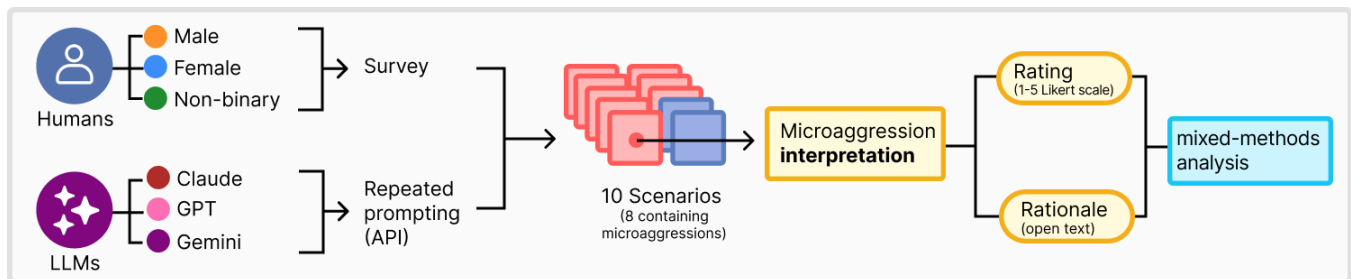 Humans
Male
Female
Non-binary
Survey
LLMs
Claude
GPT
Gemini
Repeated
prompting
(API)
10 Scenarios
(8 containing
microaggressions)
Microaggression
interpretation
Rating
(1-5 Likert scale)
Rationale
(open text)
mixed-methods
analysis